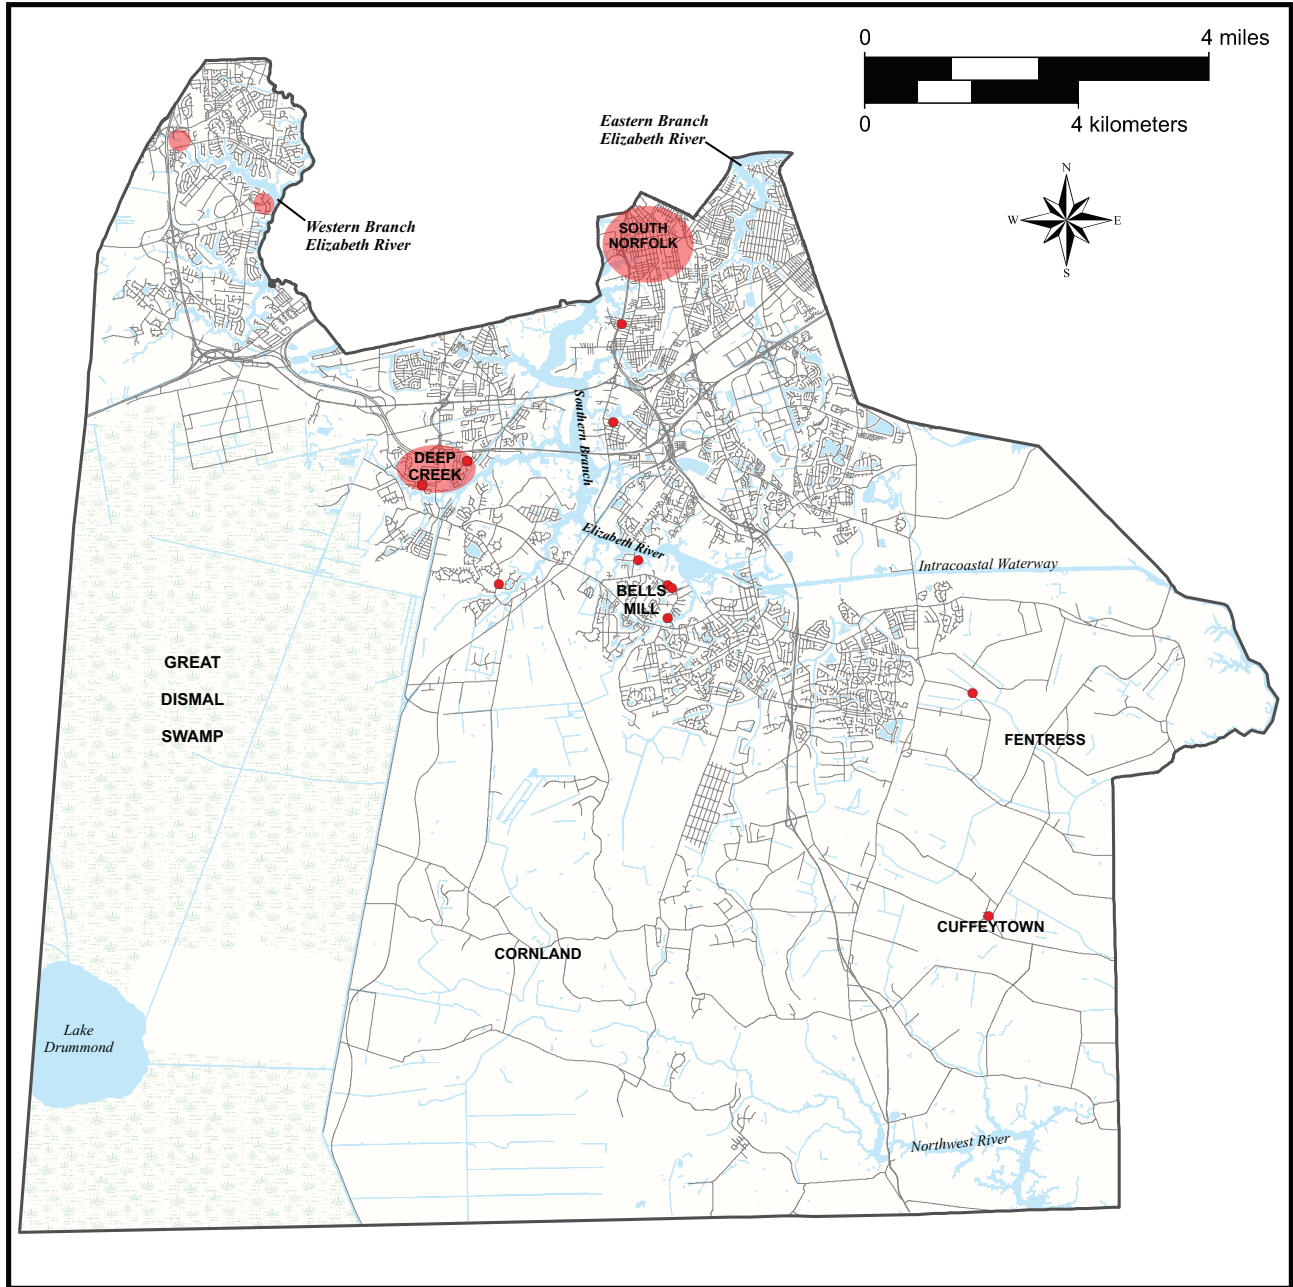 0 4 miles
0 4 kilometers
N
W E
S
Eastern Branch
Elizabeth River
Western Branch
Elizabeth River
SOUTH
NORFOLK
Southern Branch
DEEP
CREEK
Elizabeth River
Intracoastal Waterway
BELLS
MILL
GREAT
DISMAL
SWAMP
FENTRESS
CUFFEYTOWN
CORNLAND
Lake
Drummond
Northwest River